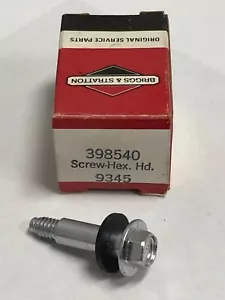 ORIGINAL SERVICE PARTS
BRIGGS & STRATTON
398540
Screw-Hex. Hd.
9345